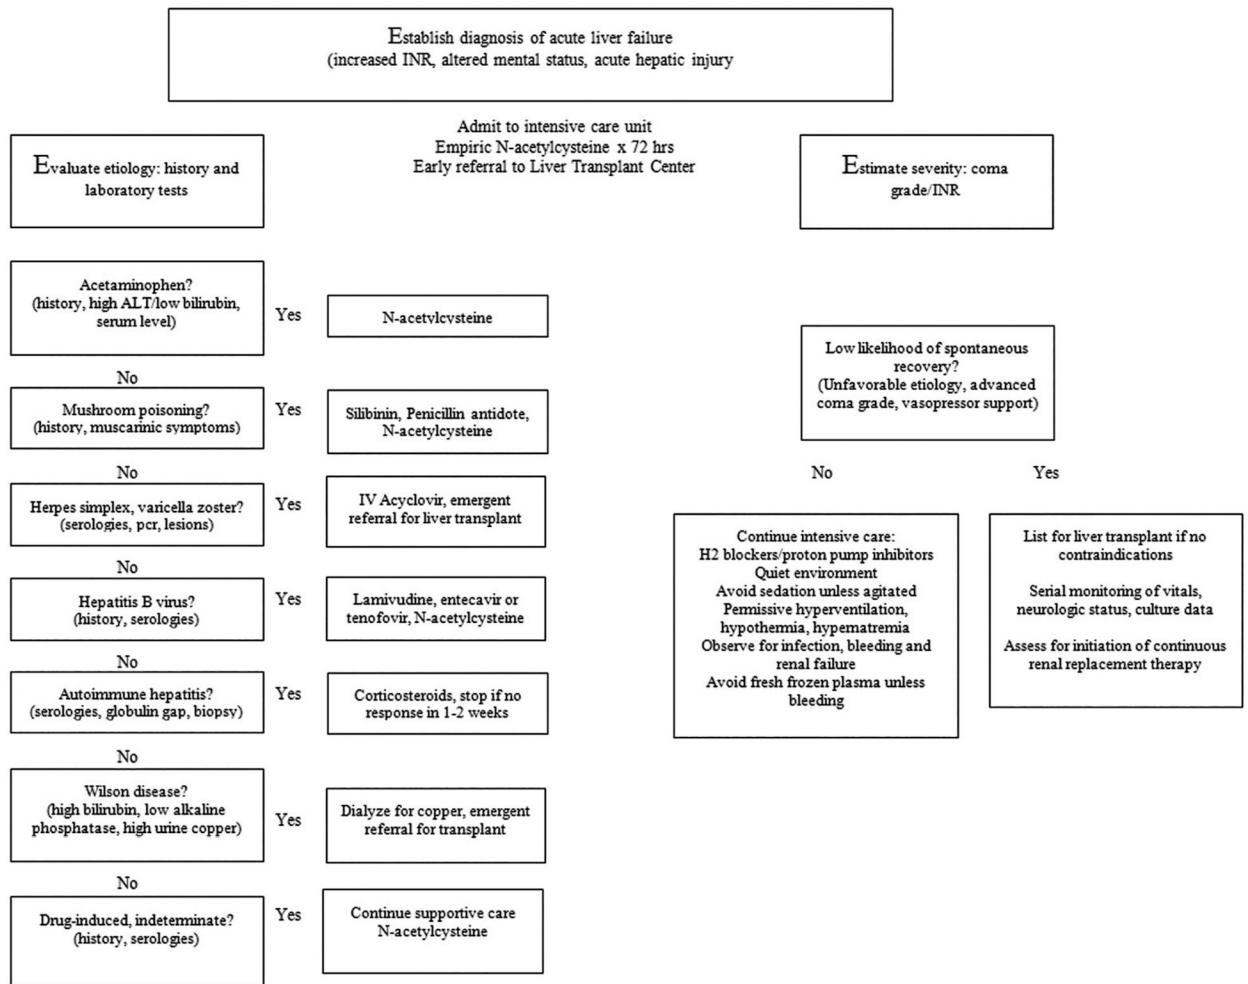 Establish diagnosis of acute liver failure
(increased INR, altered mental status, acute hepatic injury
Admit to intensive care unit
Empiric N-acetylcysteine x 72 hrs
Early referral to Liver Transplant Center
Evaluate etiology: history and
laboratory tests
Estimate severity: coma
grade/INR
Acetaminophen?
(history, high ALT/low bilirubin,
serum level)
Yes
N-acetylcysteine
No
Mushroom poisoning?
(history, muscarinic symptoms)
Yes
Silibinin, Penicillin antidote,
N-acetylcysteine
No
Herpes simplex, varicella zoster?
(serologies, pcr, lesions)
Yes
IV Acyclovir, emergent
referral for liver transplant
No
Hepatitis B virus?
(history, serologies)
Yes
Lamivudine, entecavir or
tenofovir, N-acetylcysteine
No
Autoimmune hepatitis?
(serologies, globulin gap, biopsy)
Yes
Corticosteroids, stop if no
response in 1-2 weeks
No
Wilson disease?
(high bilirubin, low alkaline
phosphatase, high urine copper)
Yes
Dialyze for copper, emergent
referral for transplant
No
Drug-induced, indeterminate?
(history, serologies)
Yes
Continue supportive care
N-acetylcysteine
Low likelihood of spontaneous
recovery?
(Unfavorable etiology, advanced
coma grade, vasopressor support)
No
Yes
Continue intensive care:
H2 blockers/proton pump inhibitors
Quiet environment
Avoid sedation unless agitated
Permissive hyperventilation,
hypothermia, hypernatremia
Observe for infection, bleeding and
renal failure
Avoid fresh frozen plasma unless
bleeding
List for liver transplant if no
contraindications
Serial monitoring of vitals,
neurologic status, culture data
Assess for initiation of continuous
renal replacement therapy